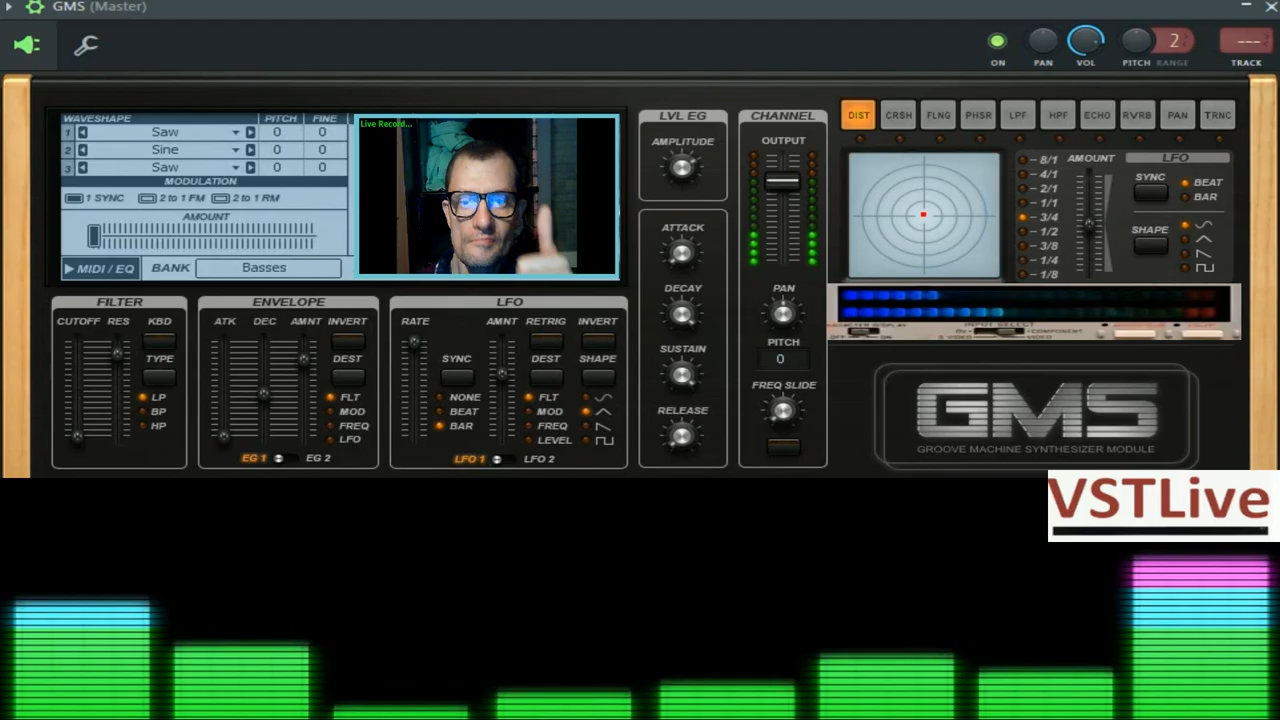 GMS (Master)
ON PAN VOL PITCH RANGE 2 --- TRACK
WAVESHAPE PITCH FINE
1 Saw 0 0
2 Sine 0 0
3 Saw 0 0
MODULATION
1 SYNC 2 to 1 FM 2 to 1 RM
AMOUNT
MIDI / EQ BANK Basses
Live Record...
LVL EG
AMPLITUDE
ATTACK
DECAY
SUSTAIN
RELEASE
CHANNEL
OUTPUT
PAN
PITCH
0
FREQ SLIDE
DIST CRSH FLNG PHSR LPF HPF ECHO RVRB PAN TRNC
8/1
4/1
2/1
1/1
3/4
1/2
3/8
1/4
1/8
AMOUNT
LFO
SYNC BEAT
BAR
SHAPE
INPUT SELECT
COMPONENT
FILTER
CUTOFF RES KBD
TYPE
LP
BP
HP
ENVELOPE
ATK DEC AMNT INVERT
DEST
FLT
MOD
FREQ
LFO
EG 1 EG 2
LFO
RATE AMNT RETRIG INVERT
SYNC DEST SHAPE
NONE FLT
BEAT MOD
BAR FREQ
LEVEL
LFO 1 LFO 2
GMS
GROOVE MACHINE SYNTHESIZER MODULE
VSTLive